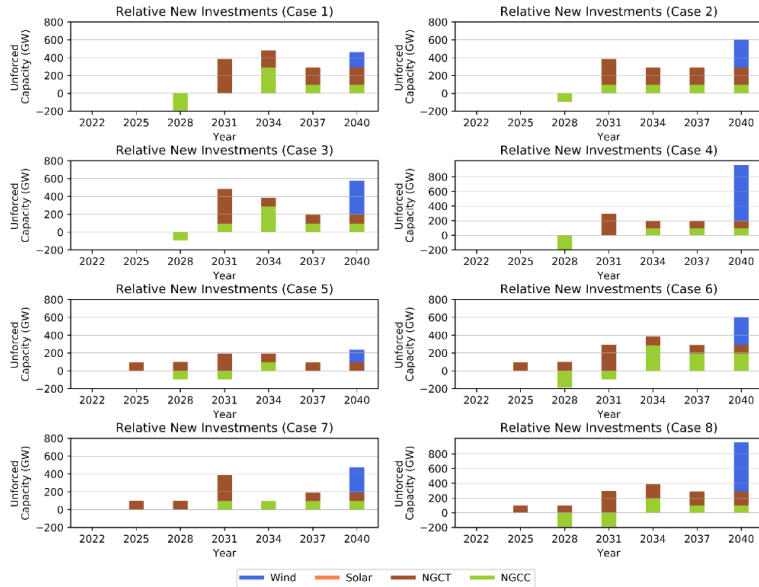 Relative New Investments (Case 1)
Unforced
Capacity (GW)
800
600
400
200
0
−200
2022 2025 2028 2031 2034 2037 2040
Year
Relative New Investments (Case 2)
Unforced
Capacity (GW)
800
600
400
200
0
−200
2022 2025 2028 2031 2034 2037 2040
Year
Relative New Investments (Case 3)
Unforced
Capacity (GW)
800
600
400
200
0
−200
2022 2025 2028 2031 2034 2037 2040
Year
Relative New Investments (Case 4)
Unforced
Capacity (GW)
800
600
400
200
0
−200
2022 2025 2028 2031 2034 2037 2040
Year
Relative New Investments (Case 5)
Unforced
Capacity (GW)
800
600
400
200
0
−200
2022 2025 2028 2031 2034 2037 2040
Year
Relative New Investments (Case 6)
Unforced
Capacity (GW)
800
600
400
200
0
−200
2022 2025 2028 2031 2034 2037 2040
Year
Relative New Investments (Case 7)
Unforced
Capacity (GW)
800
600
400
200
0
−200
2022 2025 2028 2031 2034 2037 2040
Year
Relative New Investments (Case 8)
Unforced
Capacity (GW)
800
600
400
200
0
−200
2022 2025 2028 2031 2034 2037 2040
Year
Wind Solar NGCT NGCC